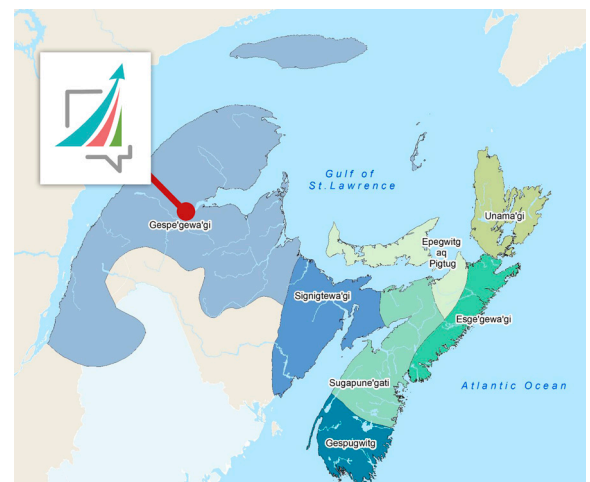 Gulf of
St.Lawrence
Gespe'gewa'gi
Unama'gi
Epegwitg
aq
Pigtug
Signigtewa'gi
Esge'gewa'gi
Sugapune'gati
Atlantic Ocean
Gespugwitg